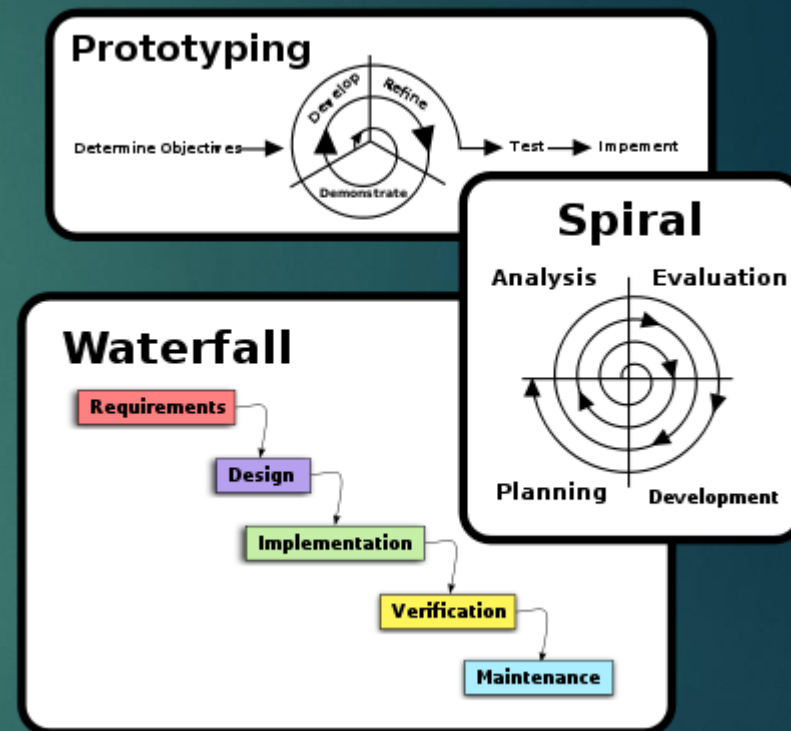 Prototyping
Develop
Refine
Determine Objectives
Test
Impement
Demonstrate
Spiral
Analysis
Evaluation
Planning
Development
Waterfall
Requirements
Design
Implementation
Verification
Maintenance